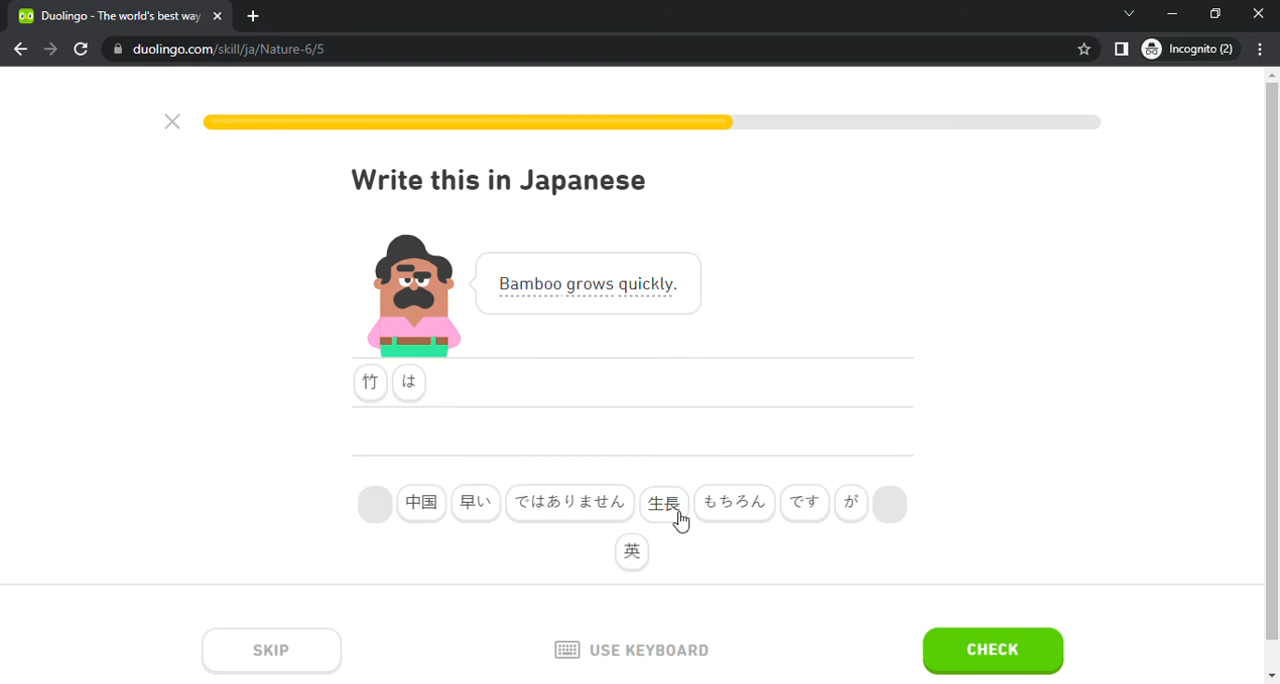 Duolingo - The world's best way
duolingo.com/skill/ja/Nature-6/5
Incognito (2)
Write this in Japanese
Bamboo grows quickly.
竹 は
中国 早い ではありません 生長 もちろん です が
英
SKIP
USE KEYBOARD
CHECK